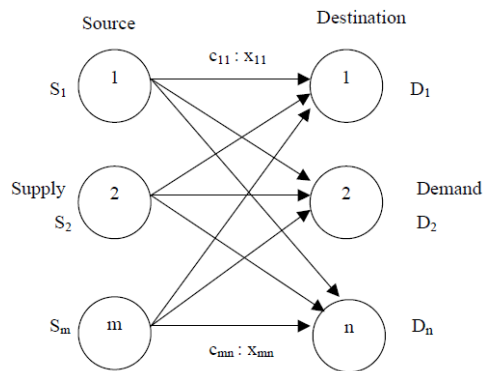 Source Destination
c11 : x11
1 1
S1 D1
Supply 2 2 Demand
S2 D2
Sm m n Dn
cmn : xmn